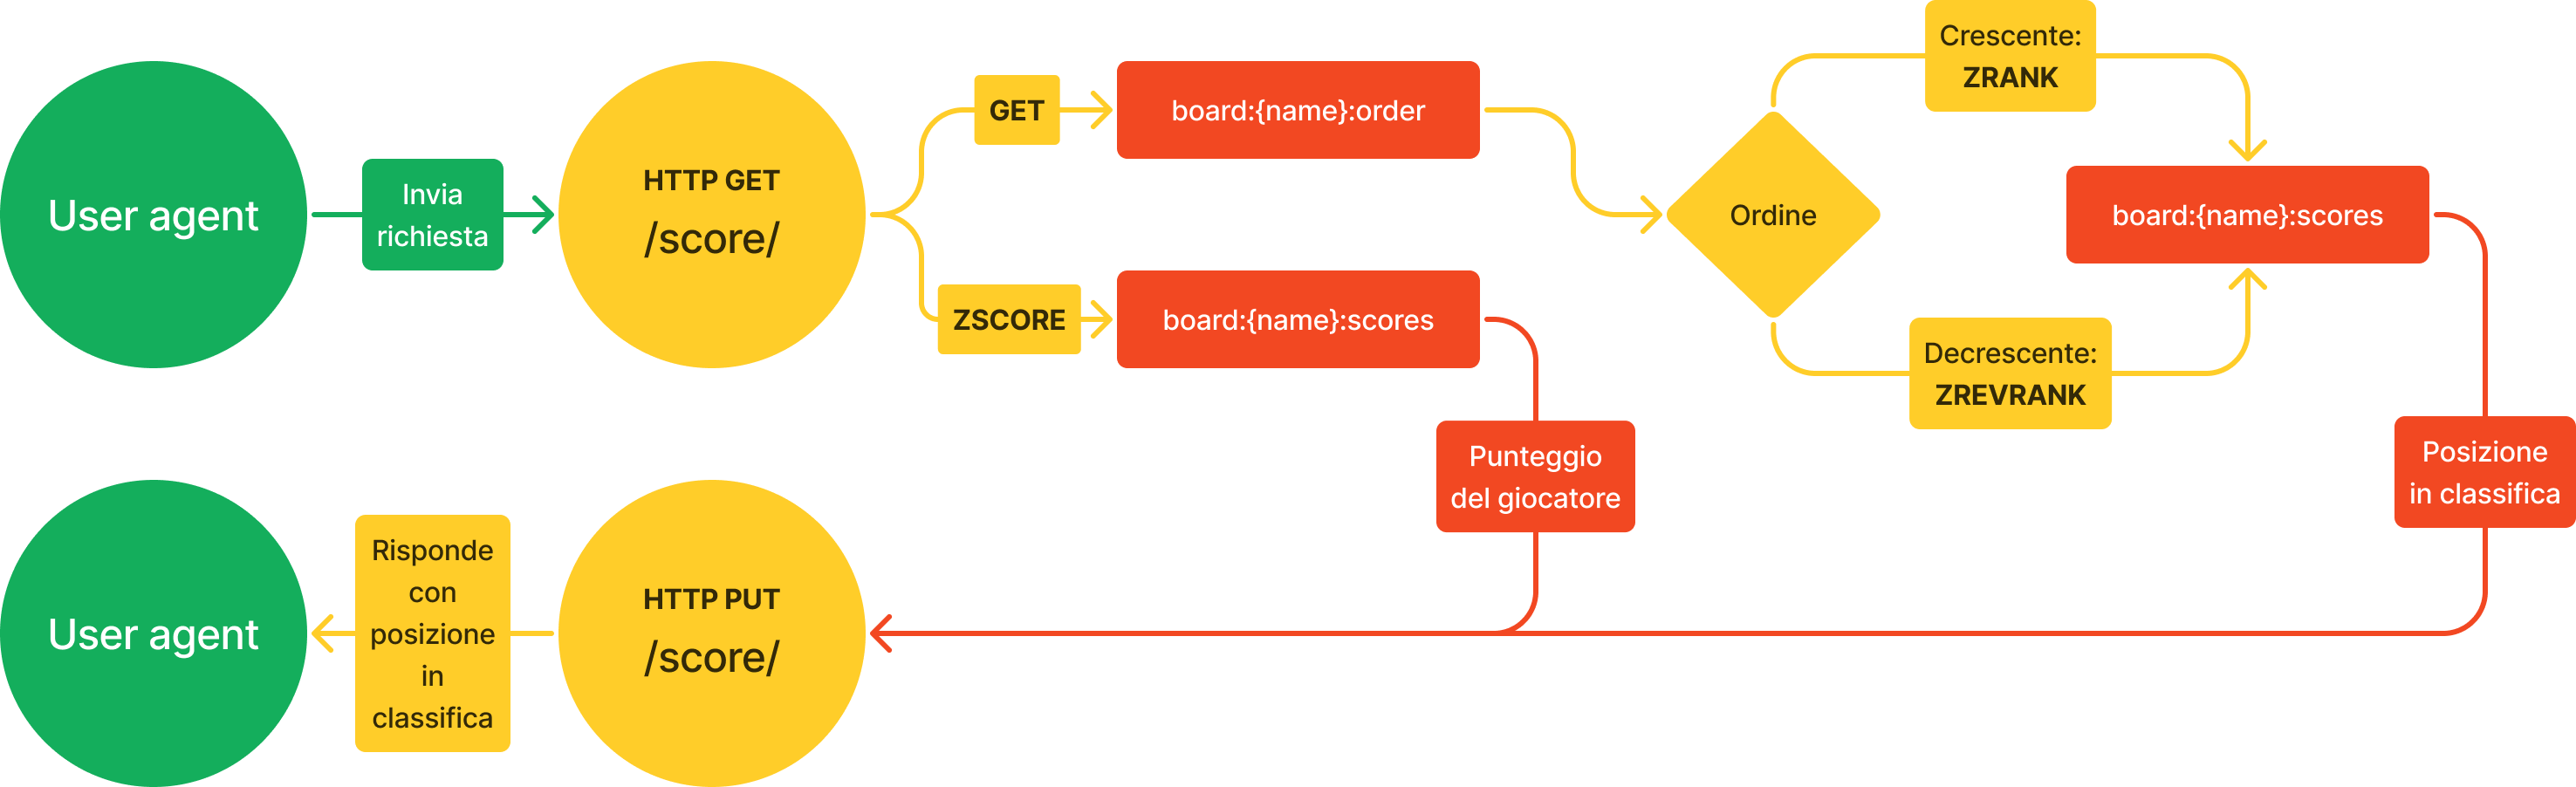 User agent
Invia
richiesta
HTTP GET
/score/
GET
board:{name}:order
ZSCORE
board:{name}:scores
Ordine
Crescente:
ZRANK
Decrescente:
ZREVRANK
board:{name}:scores
Punteggio
del giocatore
Posizione
in classifica
HTTP PUT
/score/
Risponde
con
posizione
in
classifica
User agent